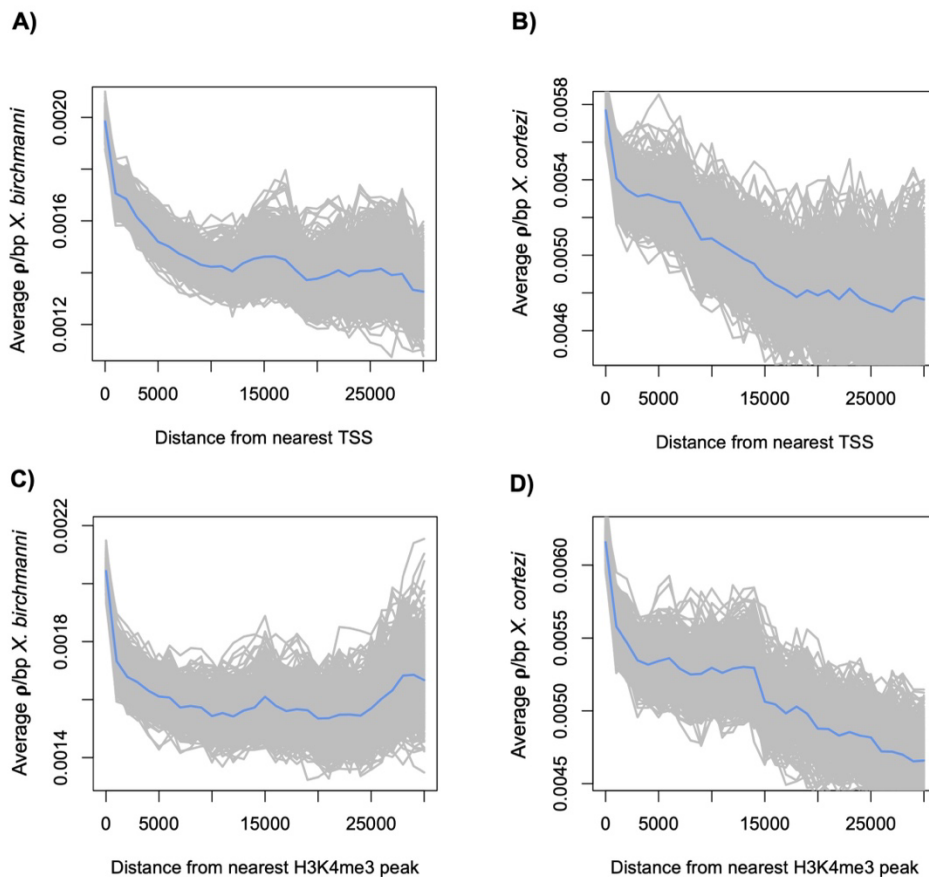 A)
Average ρ/bp X. birchmanni
0.0020
0.0016
0.0012
0
5000
15000
25000
Distance from nearest TSS
B)
Average ρ/bp X. cortezi
0.0058
0.0054
0.0050
0.0046
0
5000
15000
25000
Distance from nearest TSS
C)
Average ρ/bp X. birchmanni
0.0022
0.0018
0.0014
0
5000
15000
25000
Distance from nearest H3K4me3 peak
D)
Average ρ/bp X. cortezi
0.0060
0.0055
0.0050
0.0045
0
5000
15000
25000
Distance from nearest H3K4me3 peak